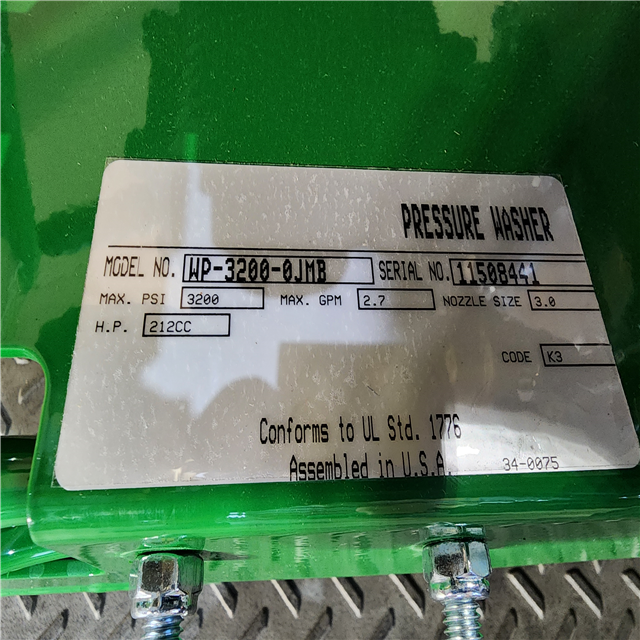 PRESSURE WASHER
MODEL NO. WP-3200-0JMB SERIAL NO. 11508441
MAX. PSI 3200 MAX. GPM 2.7 NOZZLE SIZE 3.0
H.P. 212CC
CODE K3
Conforms to UL Std. 1776
Assembled in U.S.A. 34-0075